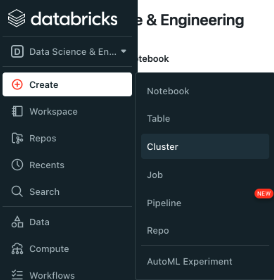 databricks
e & Engineering
D Data Science & En...
otebook
Create
Workspace
Repos
Recents
Search
Data
Compute
Workflows
Notebook
Table
Cluster
Job
Pipeline
NEW
Repo
AutoML Experiment